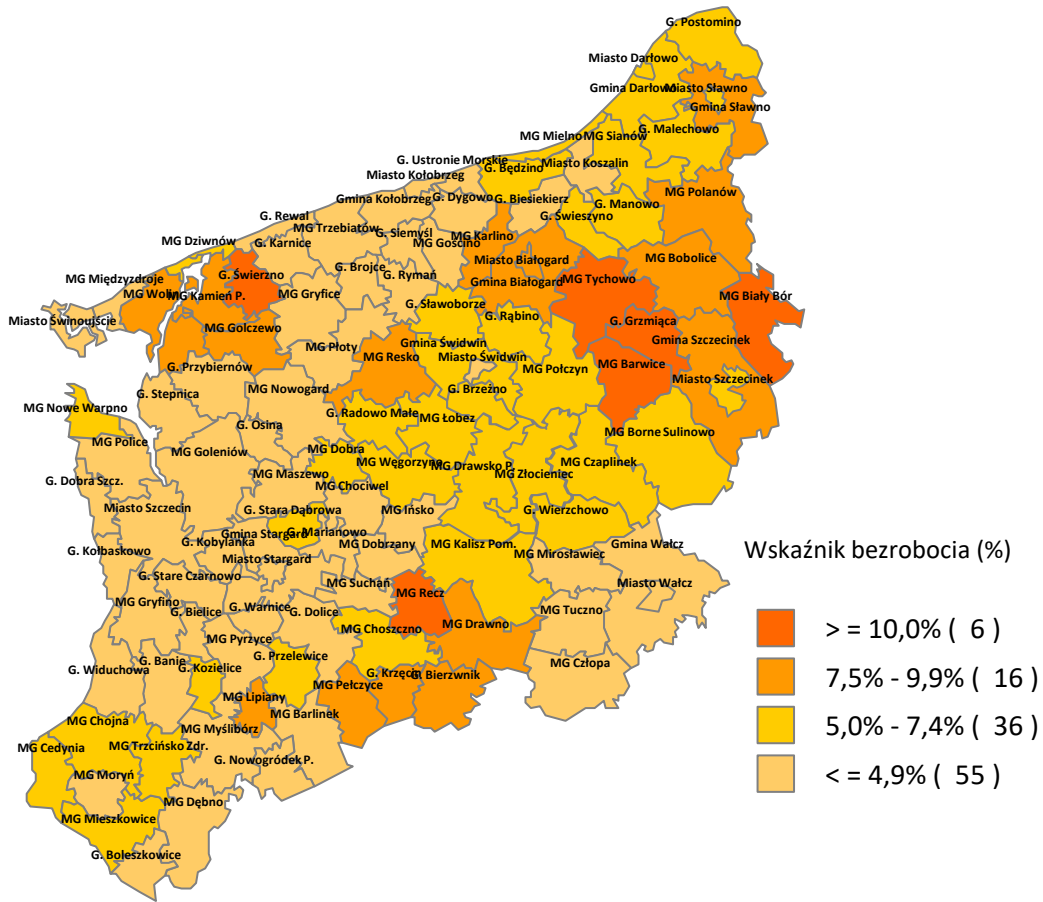 G. Postomino
Miasto Darłowo
Gmina Darłowo
Miasto Sławno
Gmina Sławno
G. Malechowo
MG Mielno
MG Sianów
G. Ustronie Morskie
G. Będzino
Miasto Koszalin
Miasto Kołobrzeg
Gmina Kołobrzeg
G. Dygowo
G. Biesiekierz
G. Manowo
MG Polanów
G. Świeszyno
G. Rewal
MG Trzebiatów
G. Siemyśl
MG Gościno
MG Karlino
MG Dziwnów
G. Karnice
Miasto Białogard
MG Bobolice
MG Międzyzdroje
G. Świerzno
G. Brojce
G. Rymań
Gmina Białogard
MG Tychowo
MG Wolin
MG Kamień P.
MG Gryfice
MG Biały Bór
G. Sławoborze
G. Rąbino
G. Grzmiąca
Miasto Świnoujście
MG Golczewo
Gmina Szczecinek
MG Płoty
MG Resko
Gmina Świdwin
Miasto Świdwin
MG Połczyn
MG Barwice
G. Przybiernów
Miasto Szczecinek
G. Stepnica
MG Nowogard
G. Brzeżno
MG Nowe Warpno
G. Radowo Małe
MG Łobez
G. Osina
MG Borne Sulinowo
MG Police
MG Goleniów
MG Dobra
MG Węgorzyno
MG Drawsko P.
MG Czaplinek
G. Dobra Szcz.
MG Maszewo
MG Chociwel
MG Złocieniec
Miasto Szczecin
G. Stara Dąbrowa
MG Ińsko
G. Wierzchowo
Gmina Stargard
G. Marianowo
G. Kołbaskowo
G. Kobylanka
MG Dobrzany
MG Kalisz Pom.
Gmina Wałcz
Miasto Stargard
MG Mirosławiec
Wskaźnik bezrobocia (%)
G. Stare Czarnowo
MG Suchań
Miasto Wałcz
MG Gryfino
G. Bielice
G. Warnice
G. Dolice
MG Recz
MG Tuczno
> = 10,0% ( 6 )
MG Pyrzyce
MG Choszczno
MG Drawno
G. Widuchowa
G. Banie
G. Kozielice
G. Przelewice
MG Człopa
G. Krzęcin
G. Bierzwnik
7,5% - 9,9% ( 16 )
MG Lipiany
MG Pełczyce
MG Barlinek
MG Chojna
MG Myślibórz
5,0% - 7,4% ( 36 )
MG Cedynia
MG Trzcińsko Zdr.
G. Nowogródek P.
MG Moryń
< = 4,9% ( 55 )
MG Dębno
MG Mieszkowice
G. Boleszkowice